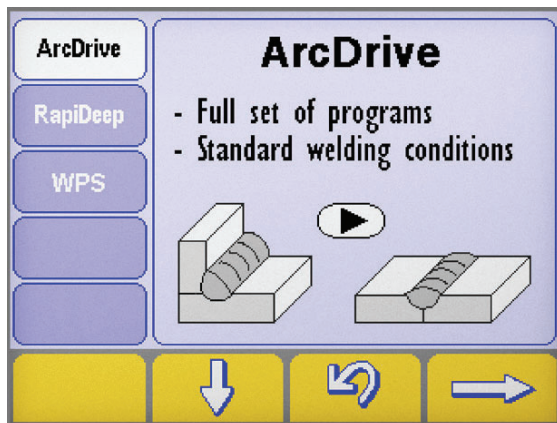 ArcDrive
RapiDeep
WPS
ArcDrive
- Full set of programs
- Standard welding conditions